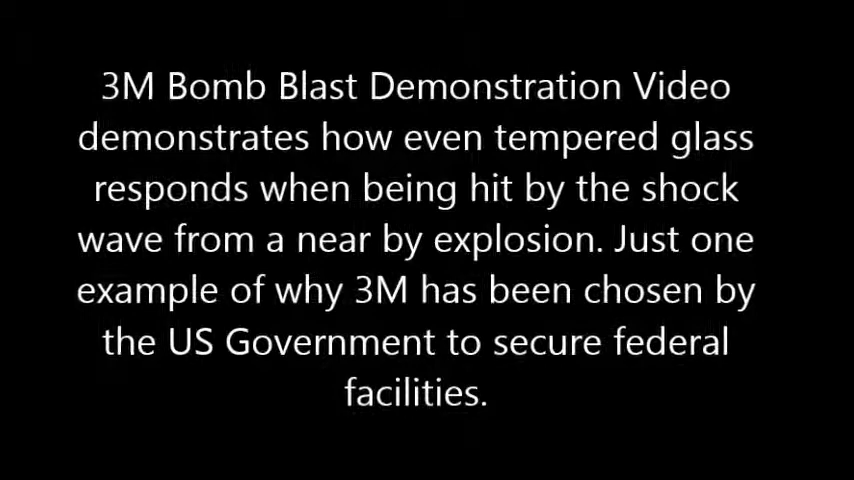 3M Bomb Blast Demonstration Video
demonstrates how even tempered glass
responds when being hit by the shock
wave from a near by explosion. Just one
example of why 3M has been chosen by
the US Government to secure federal
facilities.